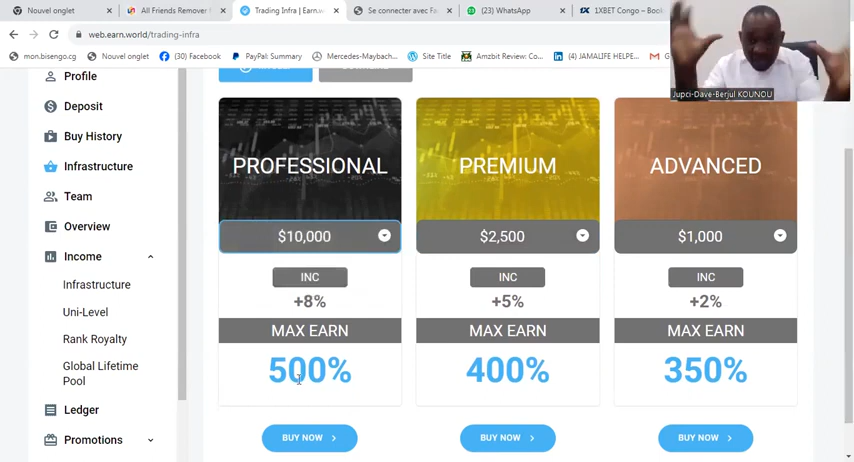 Nouvel onglet
All Friends Remover
Trading Infra | Earn.w
Se connecter avec Fa
(23) WhatsApp
1XBET Congo – Book
web.earn.world/trading-infra
mon.bisengo.cg
Nouvel onglet
(30) Facebook
PayPal: Summary
Mercedes-Maybach...
Site Title
Amzbit Review: Co...
(4) JAMALIFE HELPE...
Jupci-Dave-Berjul KOUNOU
Profile
Deposit
Buy History
Infrastructure
Team
Overview
Income
Infrastructure
Uni-Level
Rank Royalty
Global Lifetime
Pool
Ledger
Promotions
PROFESSIONAL
$10,000
INC
+8%
MAX EARN
500%
BUY NOW
PREMIUM
$2,500
INC
+5%
MAX EARN
400%
BUY NOW
ADVANCED
$1,000
INC
+2%
MAX EARN
350%
BUY NOW